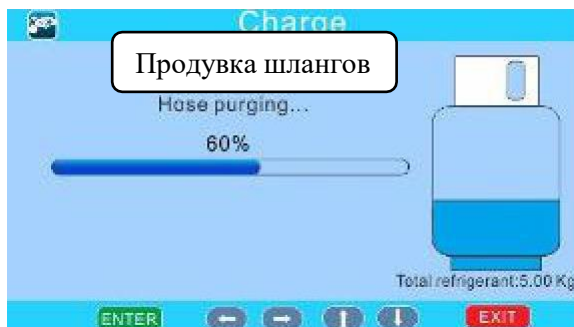 Charge
Продувка шлангов
Hose purging...
60%
Total refrigerant:5.00 Kg
ENTER
EXIT